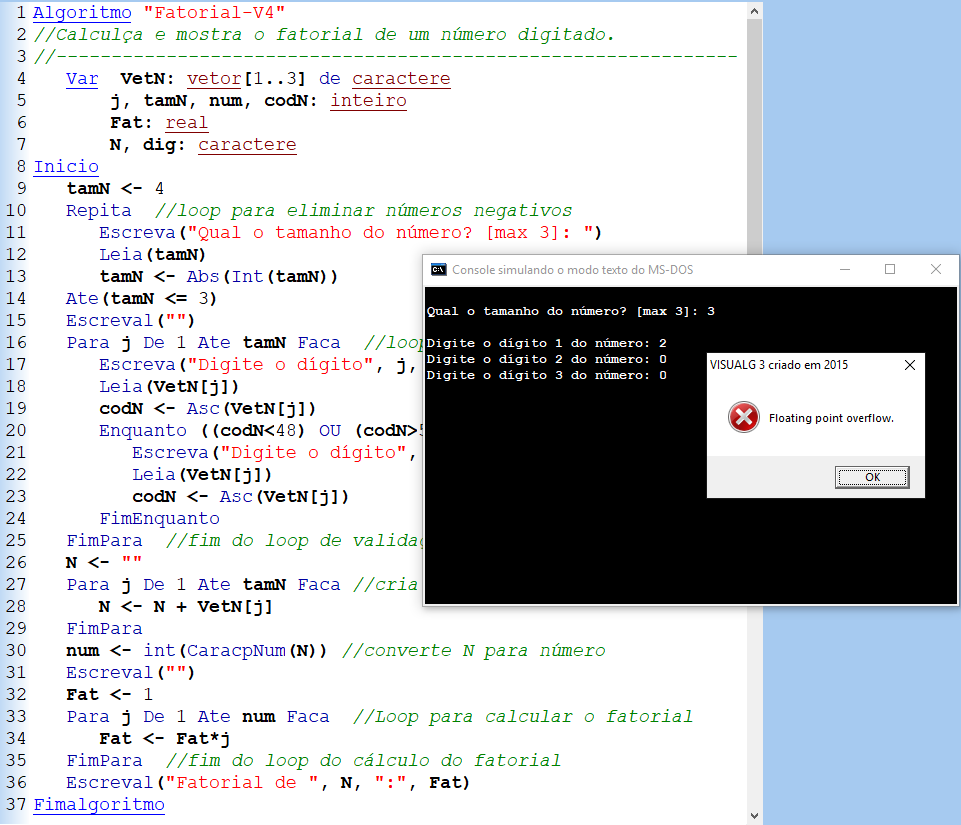 1 Algoritmo "Fatorial-V4"
2 //Calculça e mostra o fatorial de um número digitado.
3 //--------------------------------------------------------------
4 Var VetN: vetor[1..3] de caractere
5 j, tamN, num, codN: inteiro
6 Fat: real
7 N, dig: caractere
8 Inicio
9 tamN <- 4
10 Repita //loop para eliminar números negativos
11 Escreva("Qual o tamanho do número? [max 3]: ")
12 Leia(tamN)
13 tamN <- Abs(Int(tamN))
14 Ate(tamN <= 3)
15 Escreval("")
16 Para j De 1 Ate tamN Faca //loop
17 Escreva("Digite o dígito", j,
18 Leia(VetN[j])
19 codN <- Asc(VetN[j])
20 Enquanto ((codN<48) OU (codN>5
21 Escreva("Digite o dígito",
22 Leia(VetN[j])
23 codN <- Asc(VetN[j])
24 FimEnquanto
25 FimPara //fim do loop de validaç
26 N <- ""
27 Para j De 1 Ate tamN Faca //cria
28 N <- N + VetN[j]
29 FimPara
30 num <- int(CaracpNum(N)) //converte N para número
31 Escreval("")
32 Fat <- 1
33 Para j De 1 Ate num Faca //Loop para calcular o fatorial
34 Fat <- Fat*j
35 FimPara //fim do loop do cálculo do fatorial
36 Escreval("Fatorial de ", N, ":", Fat)
37 Fimalgoritmo
Console simulando o modo texto do MS-DOS
Qual o tamanho do número? [max 3]: 3
Digite o dígito 1 do número: 2
Digite o dígito 2 do número: 0
Digite o dígito 3 do número: 0
VISUALG 3 criado em 2015
Floating point overflow.
OK